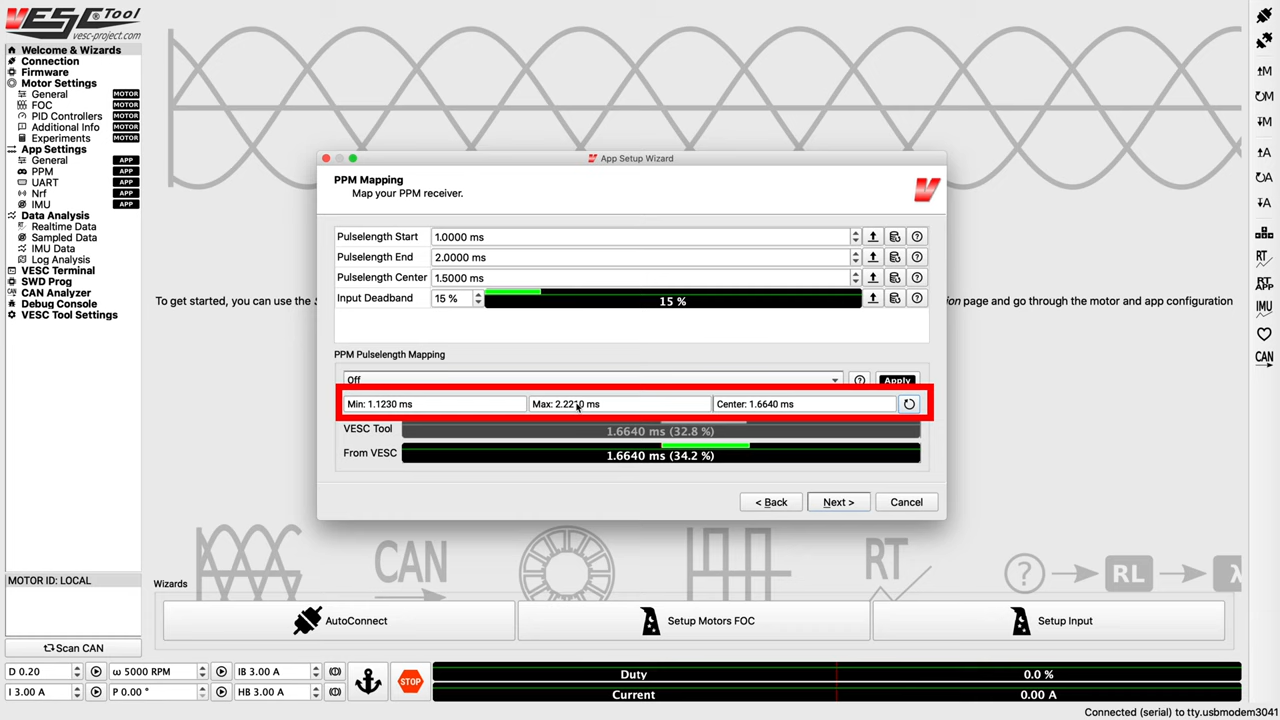 VESC® Tool
vesc-project.com
Welcome & Wizards
Connection
Firmware
Motor Settings
General MOTOR
FOC MOTOR
PID Controllers MOTOR
Additional Info MOTOR
Experiments MOTOR
App Settings
General APP
PPM APP
UART APP
Nrf APP
IMU APP
Data Analysis
RT Realtime Data
Sampled Data
IMU IMU Data
Log Analysis
VESC Terminal
SWD Prog
CAN Analyzer
Debug Console
VESC Tool Settings
MOTOR ID: LOCAL
Scan CAN
App Setup Wizard
PPM Mapping
Map your PPM receiver.
Pulselength Start 1.0000 ms
Pulselength End 2.0000 ms
Pulselength Center 1.5000 ms
Input Deadband 15 % 15 %
PPM Pulselength Mapping
Off Apply
Min: 1.1230 ms Max: 2.2210 ms Center: 1.6640 ms
VESC Tool 1.6640 ms (32.8 %)
From VESC 1.6640 ms (34.2 %)
< Back Next > Cancel
To get started, you can use the
ion page and go through the motor and app configuration
CAN RT ? RL λ
Wizards
AutoConnect Setup Motors FOC Setup Input
M
M
M
A
A
A
RT
RT
APP
IMU
CAN
D 0.20 ω 5000 RPM IB 3.00 A
I 3.00 A P 0.00 ° HB 3.00 A
STOP
Duty 0.0 %
Current 0.00 A
Connected (serial) to tty.usbmodem3041